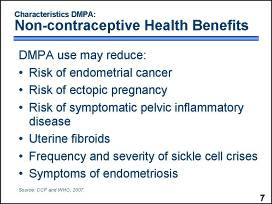 Characteristics DMPA:
Non-contraceptive Health Benefits
DMPA use may reduce:
• Risk of endometrial cancer
• Risk of ectopic pregnancy
• Risk of symptomatic pelvic inflammatory
disease
• Uterine fibroids
• Frequency and severity of sickle cell crises
• Symptoms of endometriosis
Source: CCP and WHO, 2007.
7